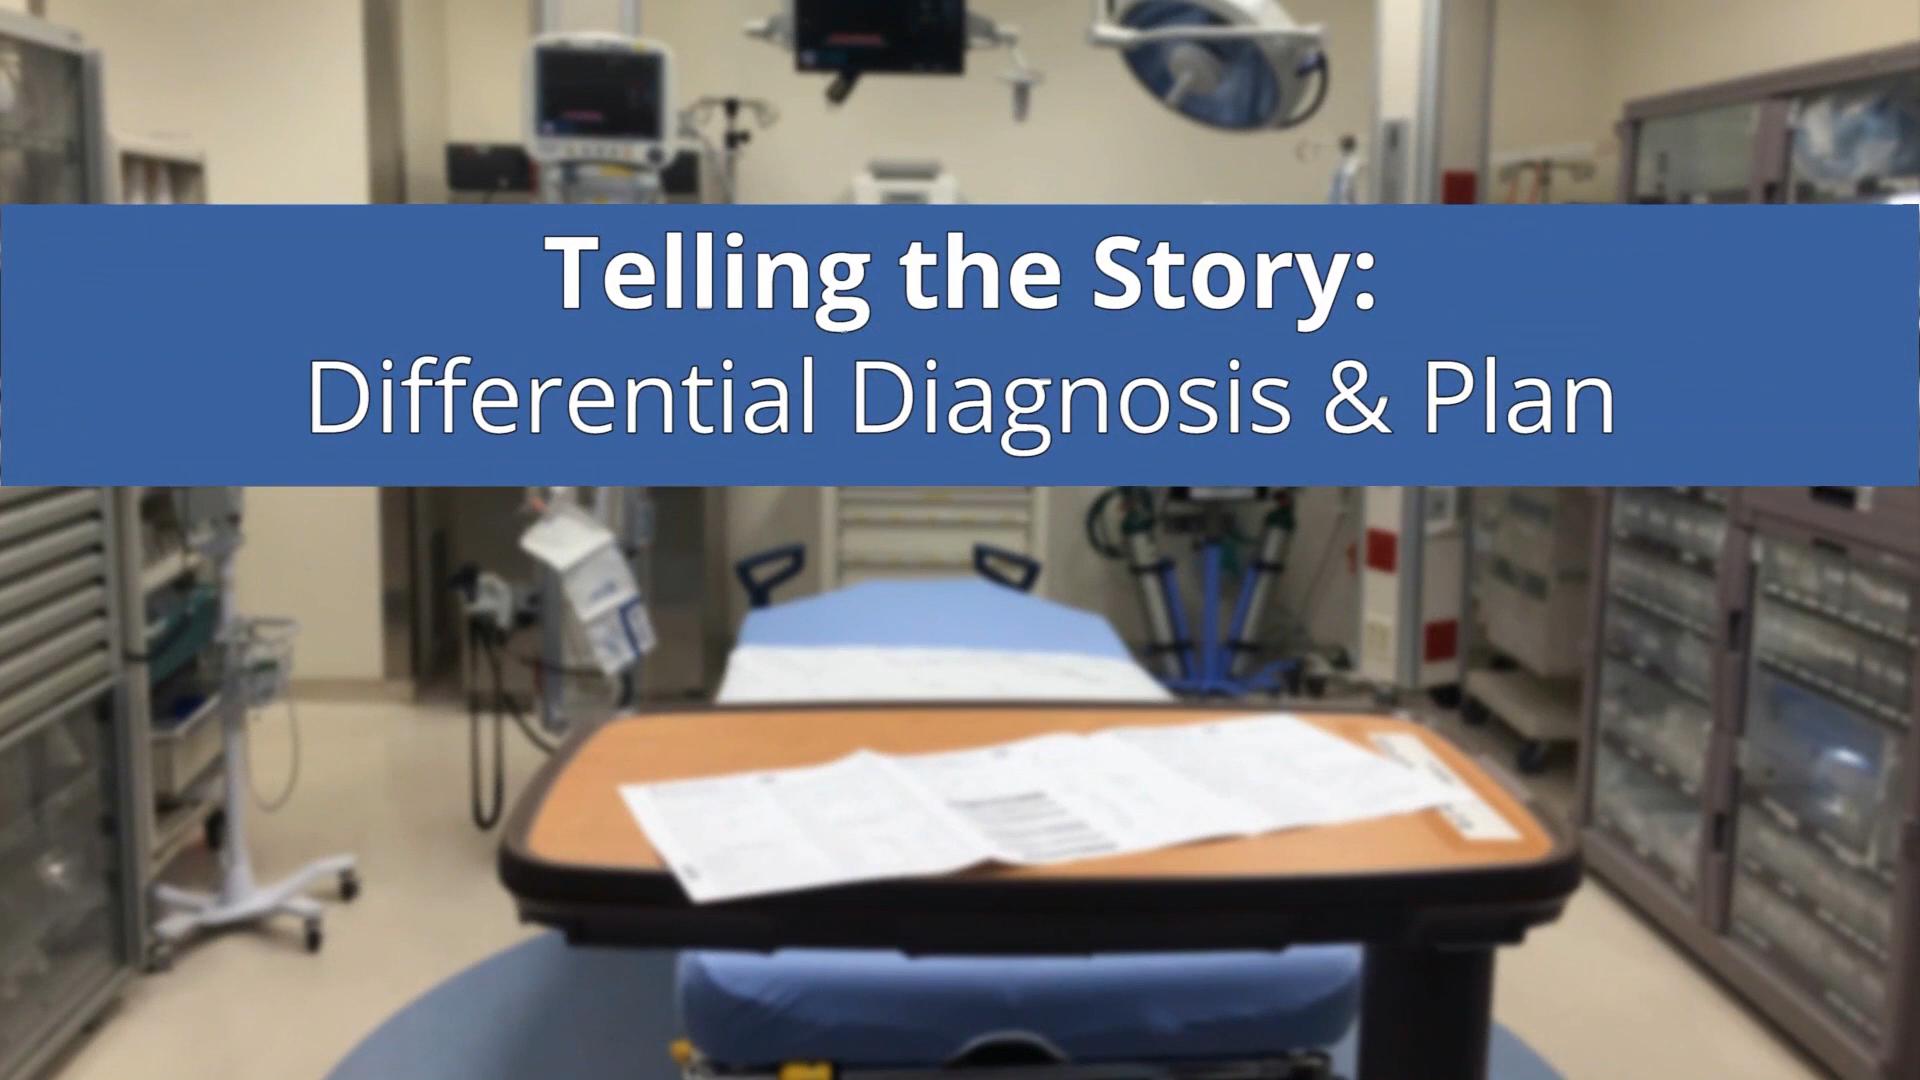 Telling the Story:
Differential Diagnosis & Plan